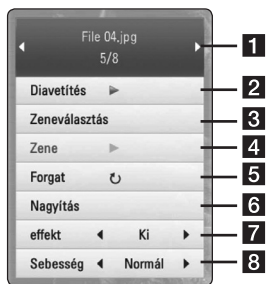 File 04.jpg
1
5/8
Diavetítés
2
Zeneválasztás
3
Zene
4
Forgat
5
Nagyítás
6
effekt Ki
7
Sebesség Normál
8